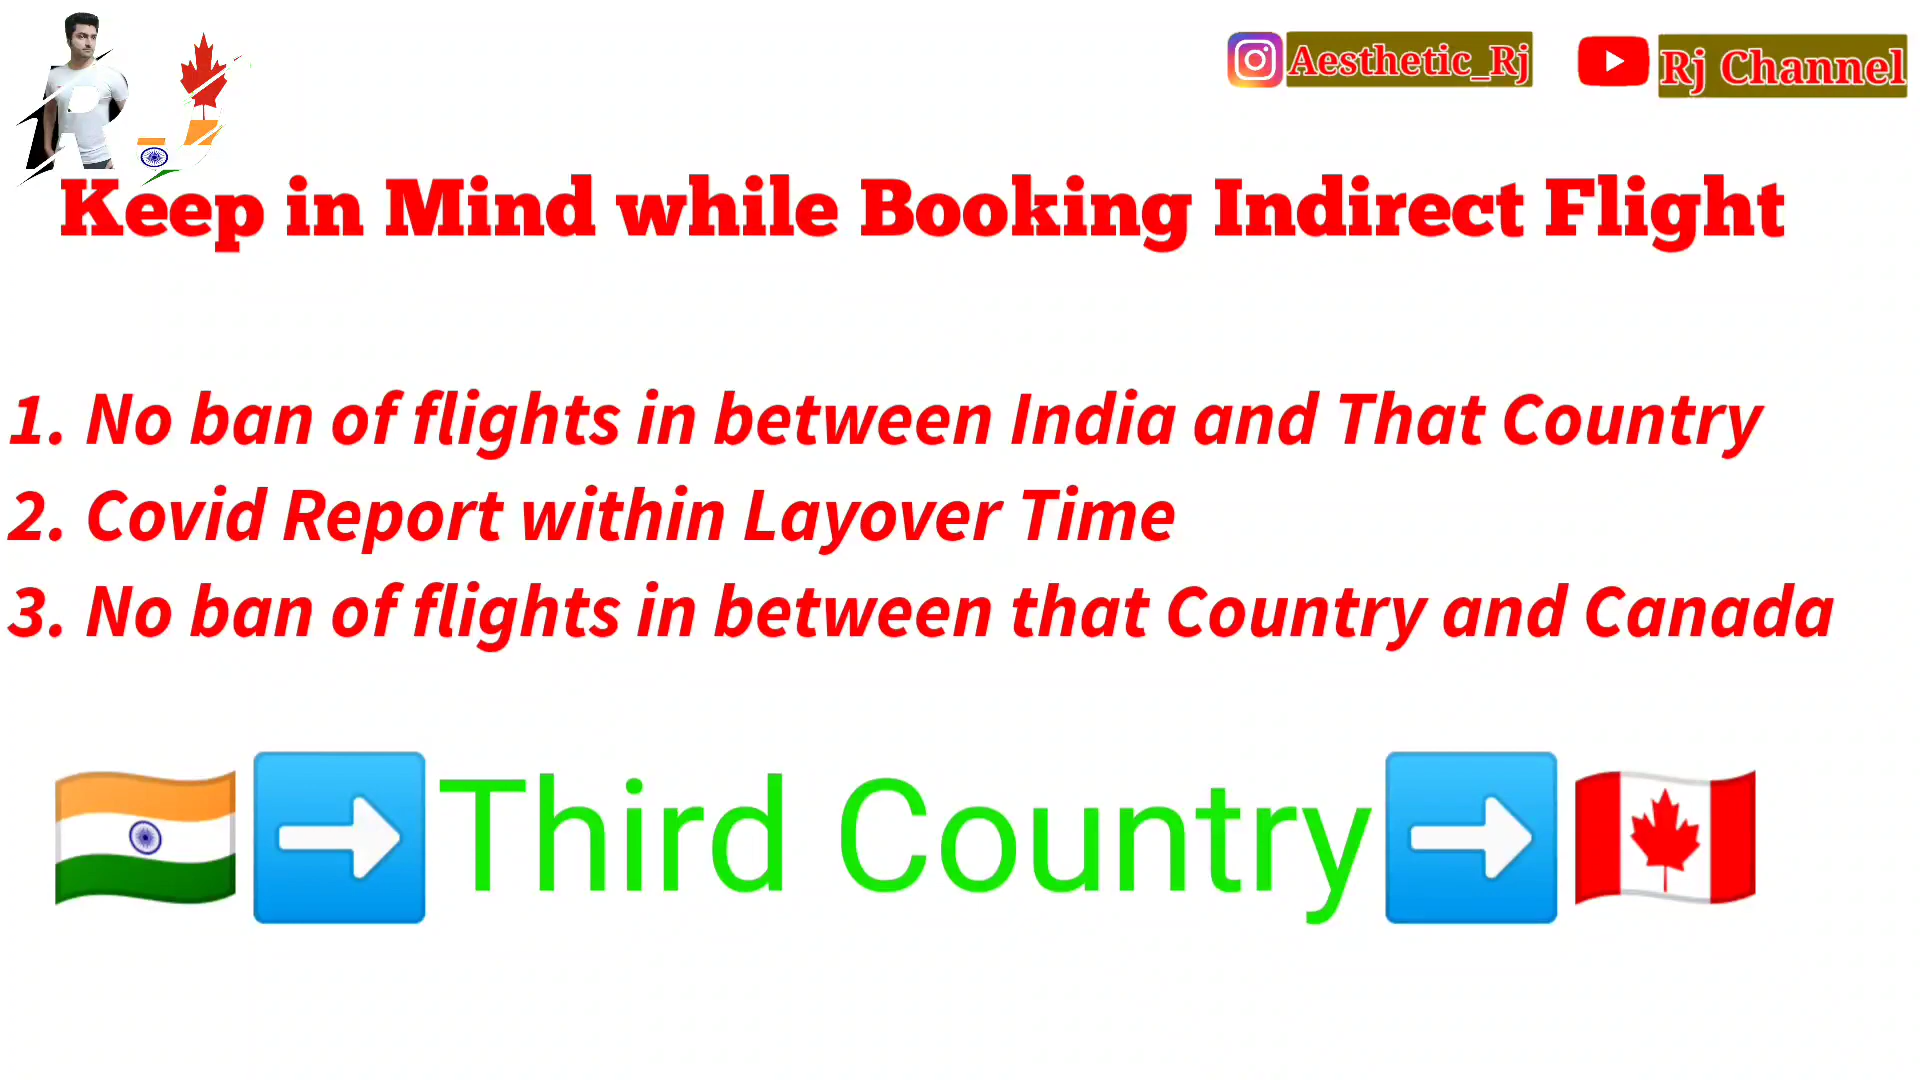 Aesthetic_Rj
Rj Channel
R J
Keep in Mind while Booking Indirect Flight
1. No ban of flights in between India and That Country
2. Covid Report within Layover Time
3. No ban of flights in between that Country and Canada
Third Country